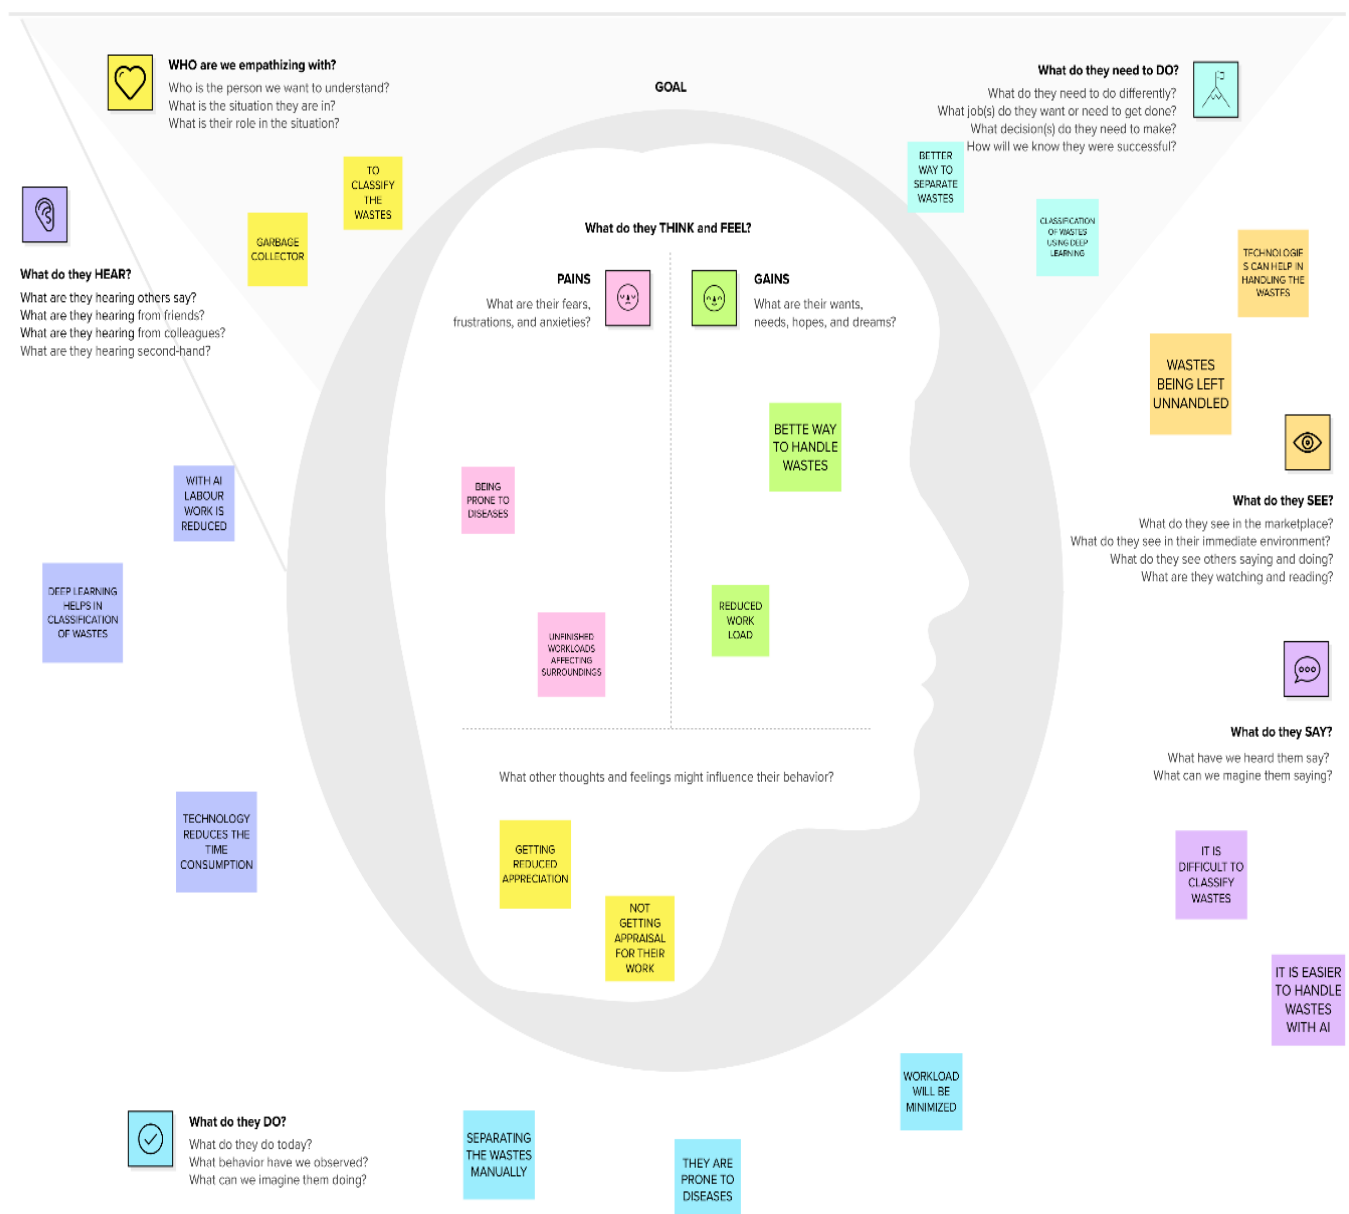 WHO are we empathizing with?
Who is the person we want to understand?
What is the situation they are in?
What is their role in the situation?
TO
CLASSIFY
THE
WASTES
GARBAGE
COLLECTOR
GOAL
What do they need to DO?
What do they need to do differently?
What job(s) do they want or need to get done?
What decision(s) do they need to make?
How will we know they were successful?
BETTER
WAY TO
SEPARATE
WASTES
CLASSIFICATION
OF WASTES
USING DEEP
LEARNING
What do they HEAR?
What are they hearing others say?
What are they hearing from friends?
What are they hearing from colleagues?
What are they hearing second-hand?
WITH AI
LABOUR
WORK IS
REDUCED
DEEP LEARNING
HELPS IN
CLASSIFICATION
OF WASTES
TECHNOLOGY
REDUCES THE
TIME
CONSUMPTION
What do they THINK and FEEL?
PAINS
What are their fears,
frustrations, and anxieties?
GAINS
What are their wants,
needs, hopes, and dreams?
BEING
PRONE TO
DISEASES
UNFINISHED
WORKLOADS
AFFECTING
SURROUNDINGS
BETTE WAY
TO HANDLE
WASTES
REDUCED
WORK
LOAD
What other thoughts and feelings might influence their behavior?
GETTING
REDUCED
APPRECIATION
NOT
GETTING
APPRAISAL
FOR THEIR
WORK
TECHNOLOGIE
S CAN HELP IN
HANDLING THE
WASTES
WASTES
BEING LEFT
UNNANDLED
What do they SEE?
What do they see in the marketplace?
What do they see in their immediate environment?
What do they see others saying and doing?
What are they watching and reading?
What do they SAY?
What have we heard them say?
What can we magine them saying?
IT IS
DIFFICULT TO
CLASSIFY
WASTES
IT IS EASIER
TO HANDLE
WASTES
WITH AI
What do they DO?
What do they do today?
What behavior have we observed?
What can we imagine them doing?
SEPARATING
THE WASTES
MANUALLY
THEY ARE
PRONE TO
DISEASES
WORKLOAD
WILL BE
MINIMIZED